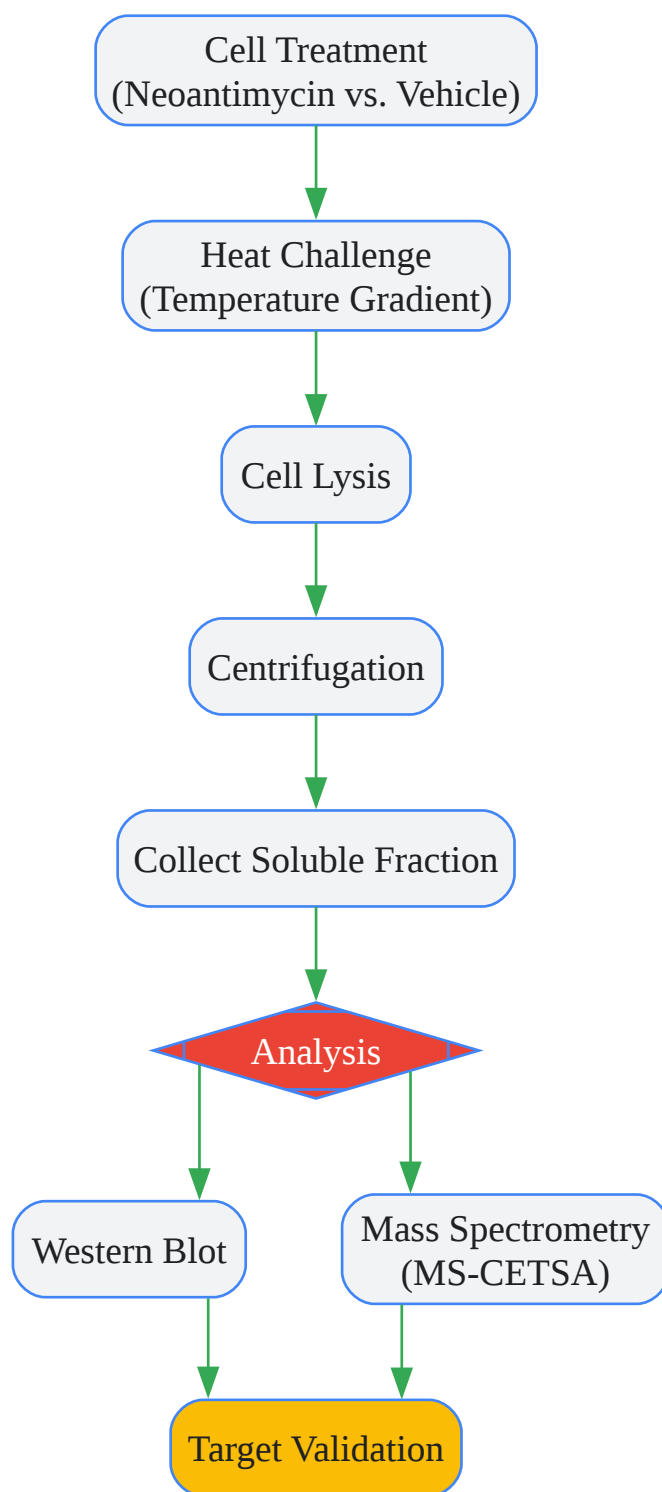 Cell Treatment
(Neoantimycin vs. Vehicle)
Heat Challenge
(Temperature Gradient)
Cell Lysis
Centrifugation
Collect Soluble Fraction
Analysis
Western Blot
Mass Spectrometry
(MS-CETSA)
Target Validation